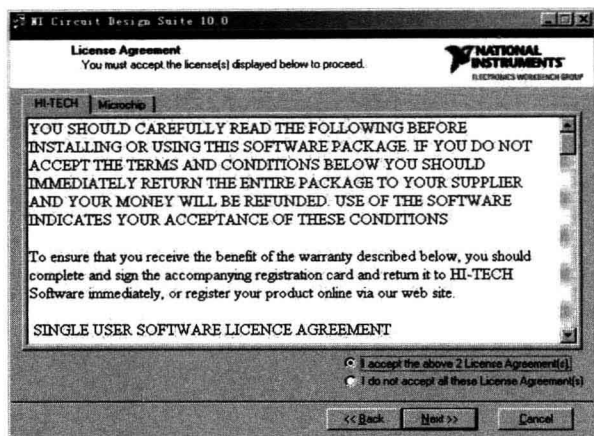 NI Circuit Design Suite 10.0
License Agreement
You must accept the license(s) displayed below to proceed.
NATIONAL
INSTRUMENTS
ELECTRONICS WORKBENCH GROUP
HI-TECH
Microchip
YOU SHOULD CAREFULLY READ THE FOLLOWING BEFORE
INSTALLING OR USING THIS SOFTWARE PACKAGE. IF YOU DO NOT
ACCEPT THE TERMS AND CONDITIONS BELOW YOU SHOULD
IMMEDIATELY RETURN THE ENTIRE PACKAGE TO YOUR SUPPLIER
AND YOUR MONEY WILL BE REFUNDED. USE OF THE SOFTWARE
INDICATES YOUR ACCEPTANCE OF THESE CONDITIONS
To ensure that you receive the benefit of the warranty described below, you should
complete and sign the accompanying registration card and return it to HI-TECH
Software immediately, or register your product online via our web site.
SINGLE USER SOFTWARE LICENCE AGREEMENT
I accept the above 2 License Agreement(s).
I do not accept all these License Agreement(s)
<< Back
Next >>
Cancel